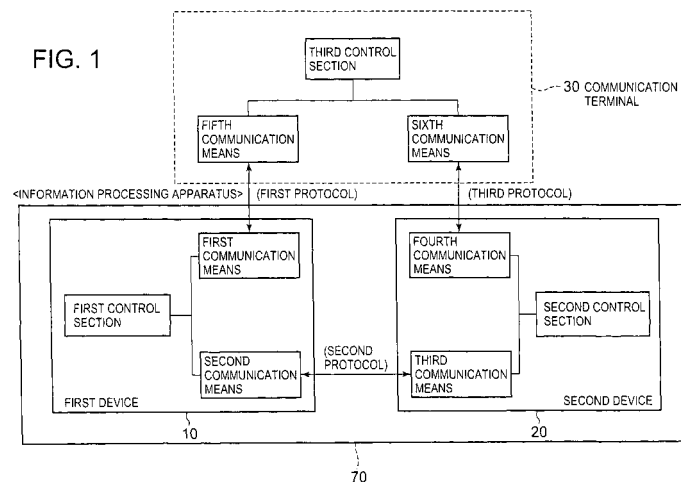 FIG. 1
THIRD CONTROL
SECTION
30 COMMUNICATION
TERMINAL
FIFTH
COMMUNICATION
MEANS
SIXTH
COMMUNICATION
MEANS
<INFORMATION PROCESSING APPARATUS>
(FIRST PROTOCOL)
(THIRD PROTOCOL)
FIRST
COMMUNICATION
MEANS
FOURTH
COMMUNICATION
MEANS
FIRST CONTROL
SECTION
SECOND CONTROL
SECTION
SECOND
COMMUNICATION
MEANS
(SECOND
PROTOCOL)
THIRD
COMMUNICATION
MEANS
FIRST DEVICE
SECOND DEVICE
10
20
70